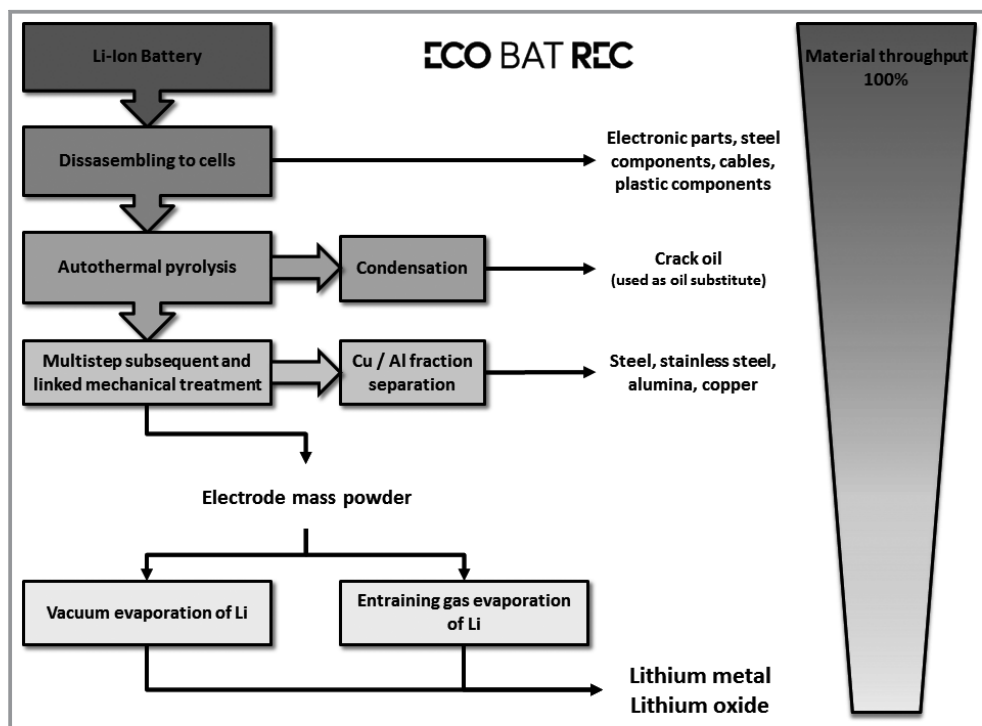 Li-Ion Battery
ECO BAT REC
Material throughput
100%
Dissasembling to cells
Electronic parts, steel
components, cables,
plastic components
Autothermal pyrolysis
Condensation
Crack oil
(used as oil substitute)
Multistep subsequent and
linked mechanical treatment
Cu / Al fraction
separation
Steel, stainless steel,
alumina, copper
Electrode mass powder
Vacuum evaporation of Li
Entraining gas evaporation
of Li
Lithium metal
Lithium oxide